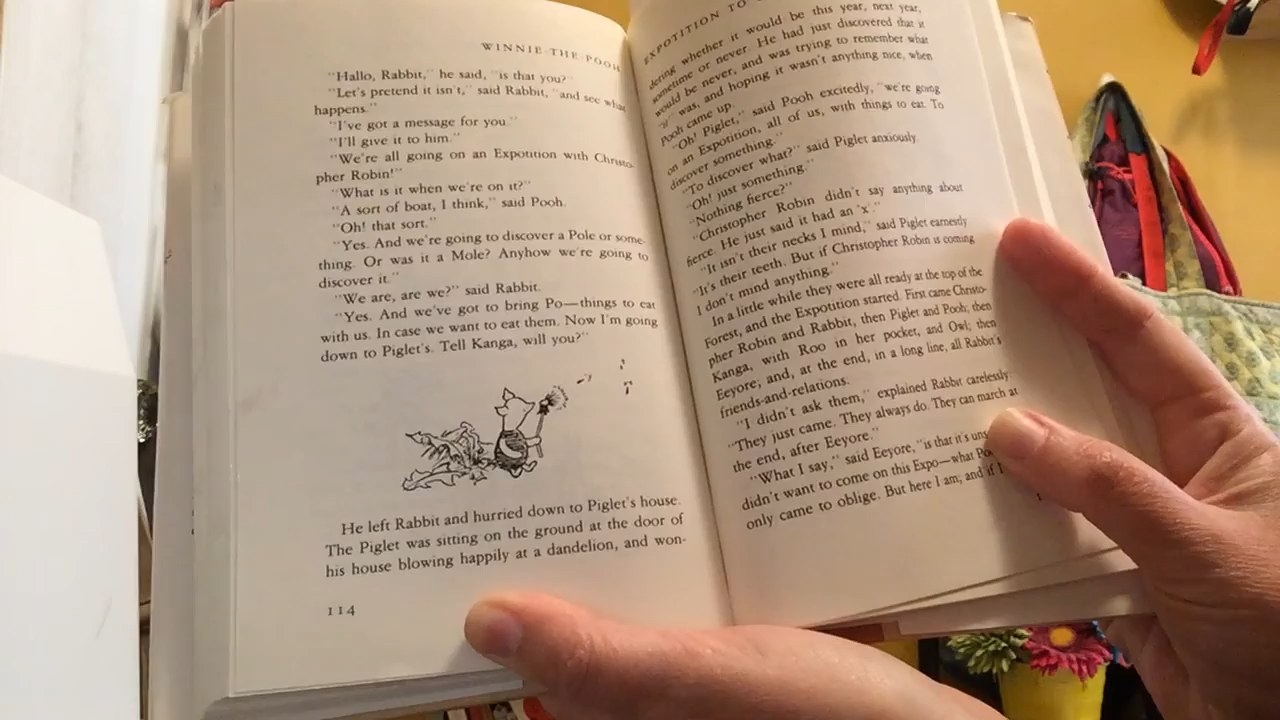 WINNIE-THE-POOH
"Hallo, Rabbit," he said, "is that you?"
"Let's pretend it isn't," said Rabbit, "and see what
happens."
"I've got a message for you."
"I'll give it to him."
"We're all going on an Expotition with Christo-
pher Robin!"
"What is it when we're on it?"
"A sort of boat, I think," said Pooh.
"Oh! that sort."
"Yes. And we're going to discover a Pole or some-
thing. Or was it a Mole? Anyhow we're going to
discover it."
"We are, are we?" said Rabbit.
"Yes. And we've got to bring Po—things to eat
with us. In case we want to eat them. Now I'm going
down to Piglet's. Tell Kanga, will you?"
He left Rabbit and hurried down to Piglet's house.
The Piglet was sitting on the ground at the door of
his house blowing happily at a dandelion, and won-
114
EXPOTITION TO
dering whether it would be this year, next year,
sometime or never. He had just discovered that it
would be never, and was trying to remember what
"it" was, and hoping it wasn't anything nice, when
Pooh came up.
"Oh! Piglet," said Pooh excitedly, "we're going
on an Expotition, all of us, with things to eat. To
discover something."
"To discover what?" said Piglet anxiously.
"Oh! just something."
"Nothing fierce?"
"Christopher Robin didn't say anything about
fierce. He just said it had an 'x'."
"It isn't their necks I mind," said Piglet earnestly.
"It's their teeth. But if Christopher Robin is coming
I don't mind anything."
In a little while they were all ready at the top of the
Forest, and the Expotition started. First came Christo-
pher Robin and Rabbit, then Piglet and Pooh; then
Kanga, with Roo in her pocket, and Owl; then
Eeyore; and, at the end, in a long line, all Rabbit's
friends-and-relations.
"I didn't ask them," explained Rabbit carelessly.
"They just came. They always do. They can march at
the end, after Eeyore."
"What I say," said Eeyore, "is that it's uns
didn't want to come on this Expo—what Po
only came to oblige. But here I am; and if I